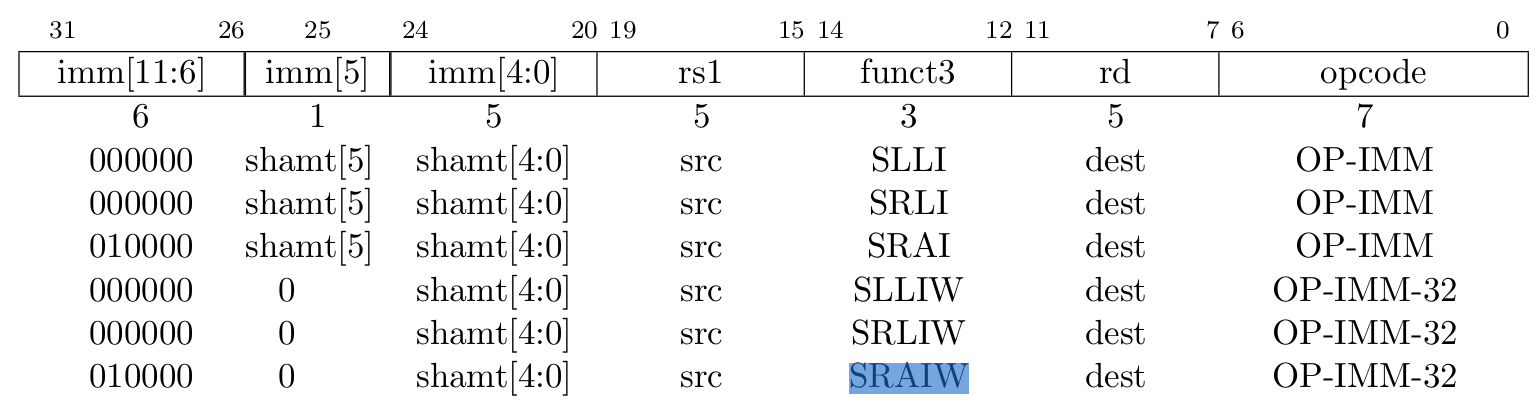 31 26 25 24 20 19 15 14 12 11 7 6 0
imm[11:6] imm[5] imm[4:0] rs1 funct3 rd opcode
6 1 5 5 3 5 7
000000 shamt[5] shamt[4:0] src SLLI dest OP-IMM
000000 shamt[5] shamt[4:0] src SRLI dest OP-IMM
010000 shamt[5] shamt[4:0] src SRAI dest OP-IMM
000000 0 shamt[4:0] src SLLIW dest OP-IMM-32
000000 0 shamt[4:0] src SRLIW dest OP-IMM-32
010000 0 shamt[4:0] src SRAIW dest OP-IMM-32